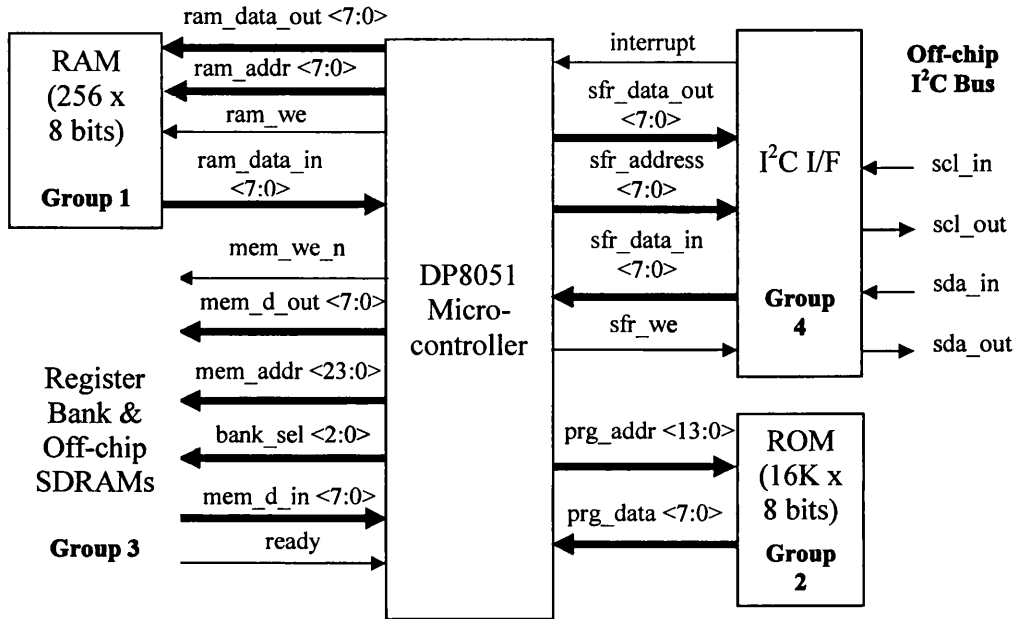 ram_data_out <7:0>
RAM
(256 x
8 bits)
Group 1
ram_addr <7:0>
ram_we
ram_data_in
<7:0>
mem_we_n
mem_d_out <7:0>
mem_addr <23:0>
bank_sel <2:0>
mem_d_in <7:0>
ready
Register
Bank &
Off-chip
SDRAMs
Group 3
DP8051
Micro-
controller
interrupt
sfr_data_out
<7:0>
sfr_address
<7:0>
sfr_data_in
<7:0>
sfr_we
I²C I/F
Group
4
Off-chip
I²C Bus
scl_in
scl_out
sda_in
sda_out
prg_addr <13:0>
prg_data <7:0>
ROM
(16K x
8 bits)
Group
2